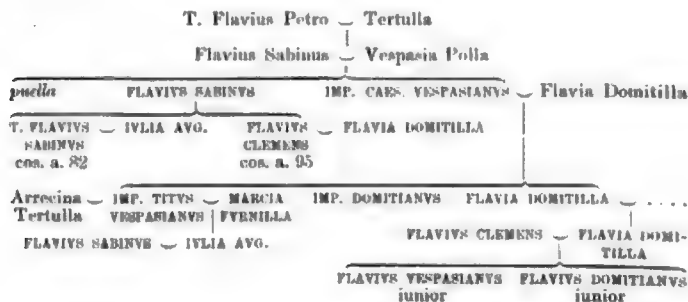 T. Flavius Petro Tertulla
Flavius Sabinus Vespasia Polla
puella FLAVIVS SABINVS IMP. CAES. VESPASIANVS Flavia Domitilla
T. FLAVIVS IVLIA AVG. FLAVIVS FLAVIA DOMITILLA
SABINVS CLEMENS
cos. a. 82 cos. a. 95
Arrecina IMP. TITVS MARCIA IMP. DOMITIANVS FLAVIA DOMITILLA . . . .
Tertulla VESPASIANVS FVRNILLA
FLAVIVS SABINVS IVLIA AVG. FLAVIVS CLEMENS FLAVIA DOMI-
TILLA
FLAVIVS VESPASIANVS FLAVIVS DOMITIANVS
junior junior